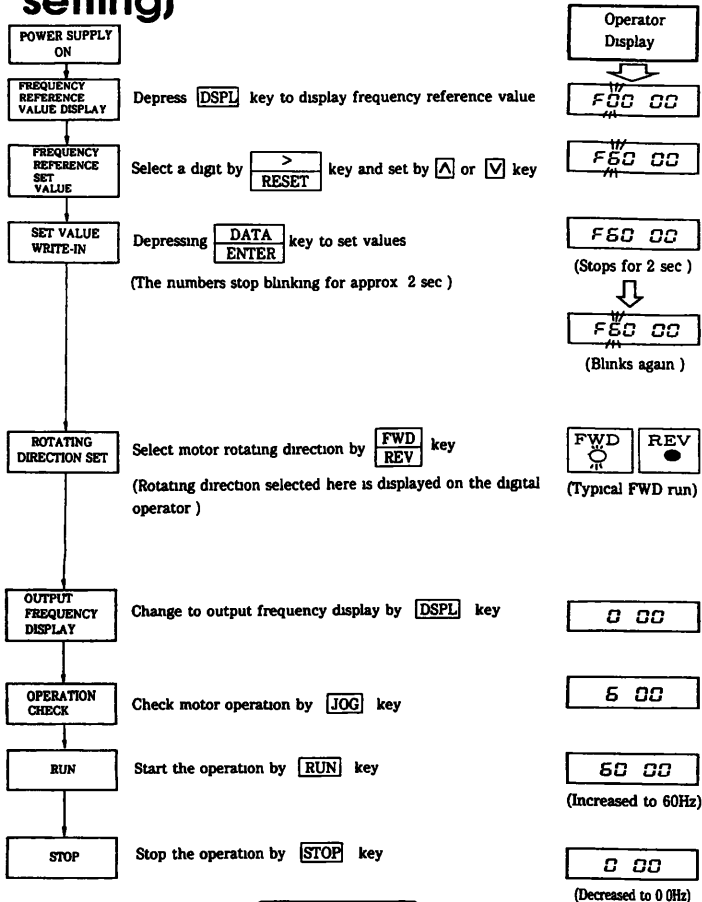 setting)
POWER SUPPLY
ON
Operator
Display
FREQUENCY
REFERENCE
VALUE DISPLAY
Depress DSPL key to display frequency reference value
F00 00
FREQUENCY
REFERENCE
SET
VALUE
Select a digit by > RESET key and set by ∧ or ∨ key
F60 00
SET VALUE
WRITE-IN
Depressing DATA ENTER key to set values
(The numbers stop blinking for approx 2 sec )
F60 00
(Stops for 2 sec )
F60 00
(Blinks again )
ROTATING
DIRECTION SET
Select motor rotating direction by FWD REV key
(Rotating direction selected here is displayed on the digital
operator )
FWD REV
(Typical FWD run)
OUTPUT
FREQUENCY
DISPLAY
Change to output frequency display by DSPL key
0 00
OPERATION
CHECK
Check motor operation by JOG key
6 00
RUN
Start the operation by RUN key
60 00
(Increased to 60Hz)
STOP
Stop the operation by STOP key
0 00
(Decreased to 0 0Hz)